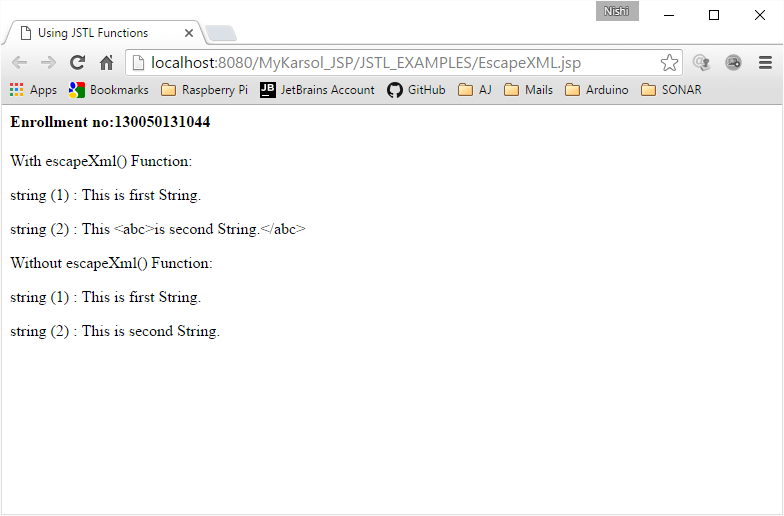 Nishi
Using JSTL Functions
localhost:8080/MyKarsol_JSP/JSTL_EXAMPLES/EscapeXML.jsp
Apps Bookmarks Raspberry Pi JB JetBrains Account GitHub AJ Mails Arduino SONAR
Enrollment no:130050131044
With escapeXml() Function:
string (1) : This is first String.
string (2) : This <abc>is second String.</abc>
Without escapeXml() Function:
string (1) : This is first String.
string (2) : This is second String.